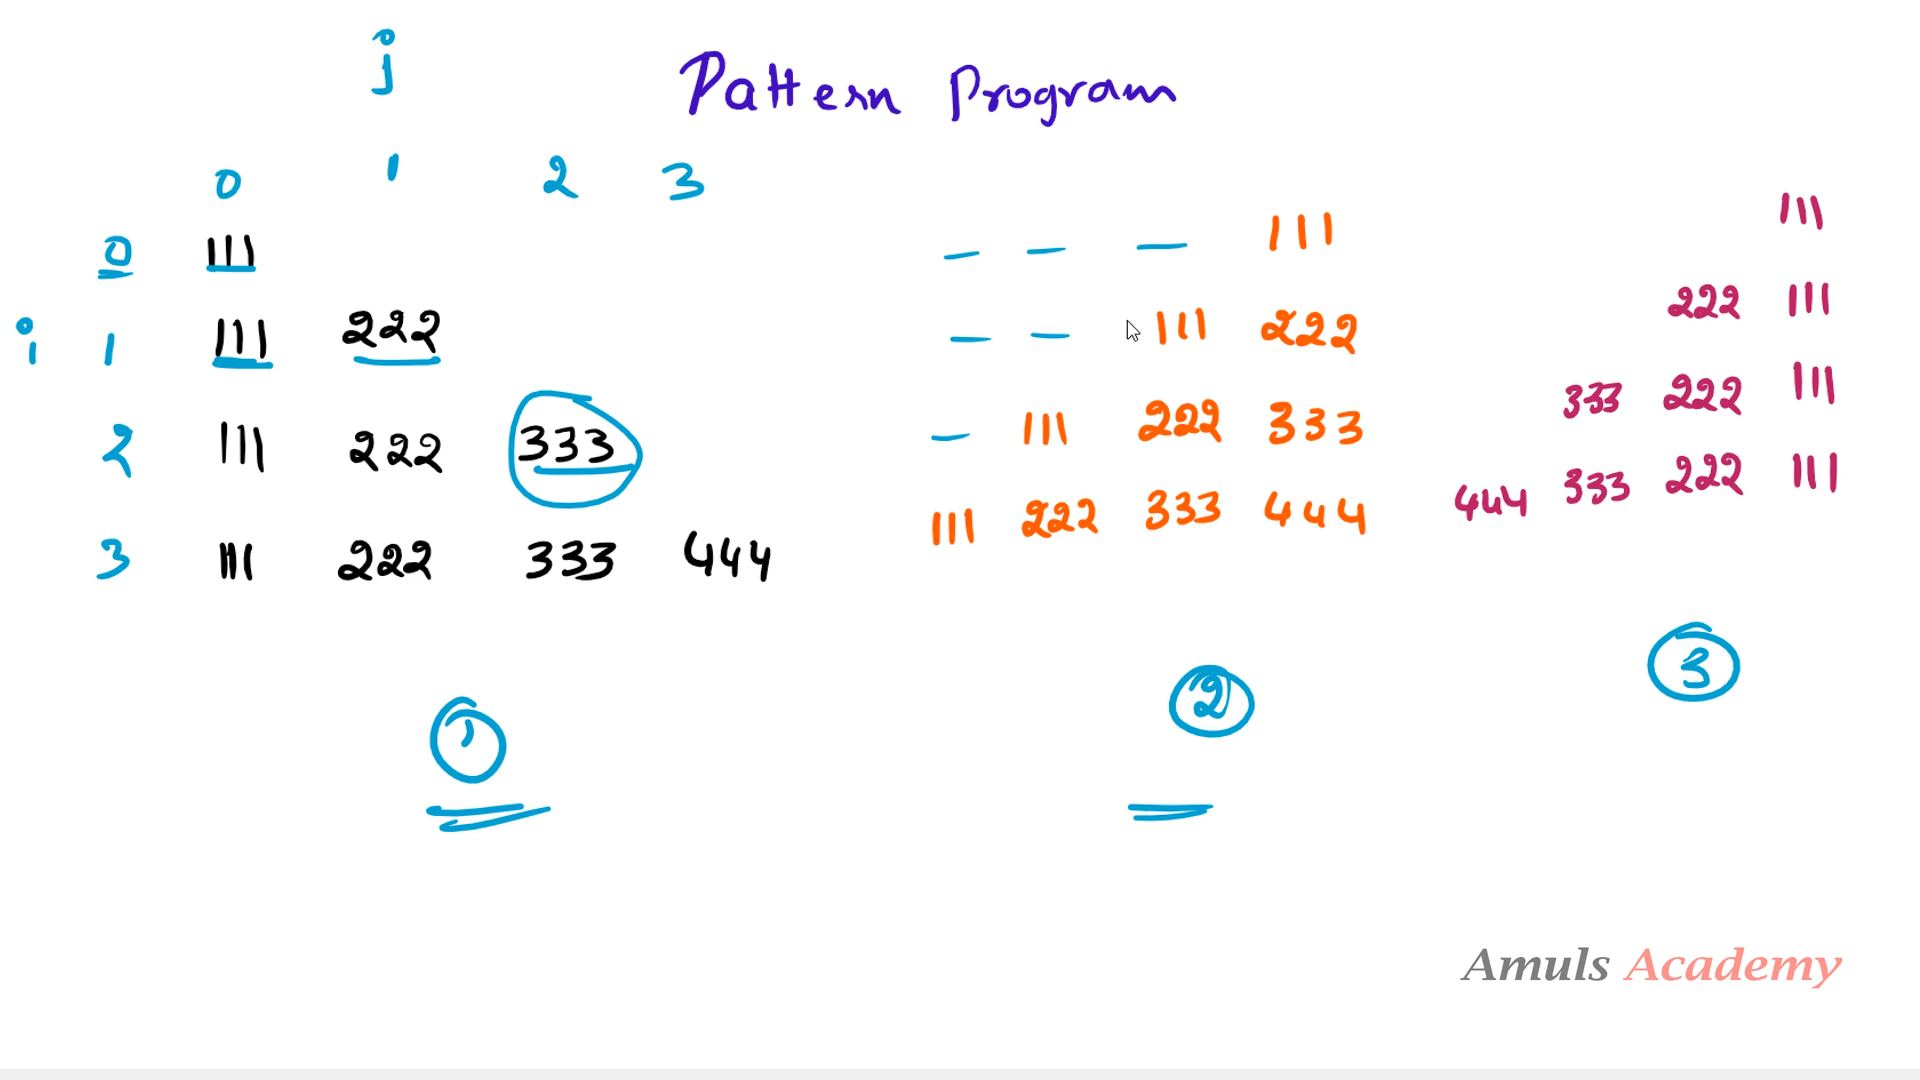 j
Pattern Program
0 1 2 3
0 111
i 1 111 222
2 111 222 333
3 111 222 333 444
1
– – – 111
– – 111 222
– 111 222 333
111 222 333 444
2
111
222 111
333 222 111
444 333 222 111
3
Amuls Academy